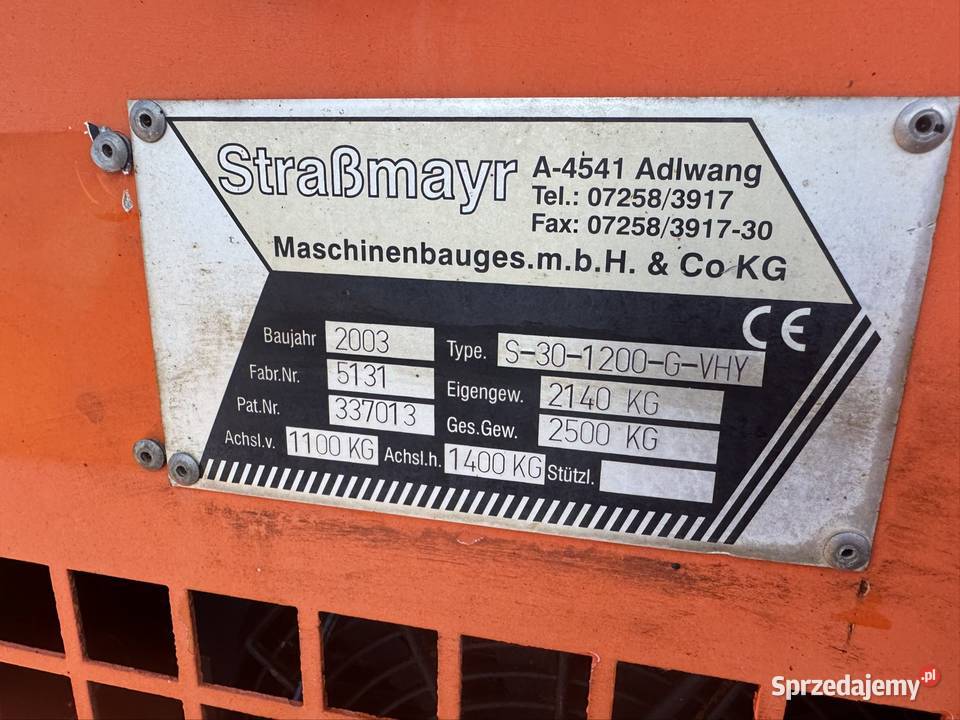 Straßmayr
A-4541 Adlwang
Tel.: 07258/3917
Fax: 07258/3917-30
Maschinenbauges.m.b.H. & Co KG
CE
Baujahr 2003 Type. S-30-1200-G-VHY
Fabr.Nr. 5131 Eigengew. 2140 KG
Pat.Nr. 337013 Ges.Gew. 2500 KG
Achsl.v. 1100 KG Achsl.h. 1400 KG Stützl.
Sprzedajemy.pl